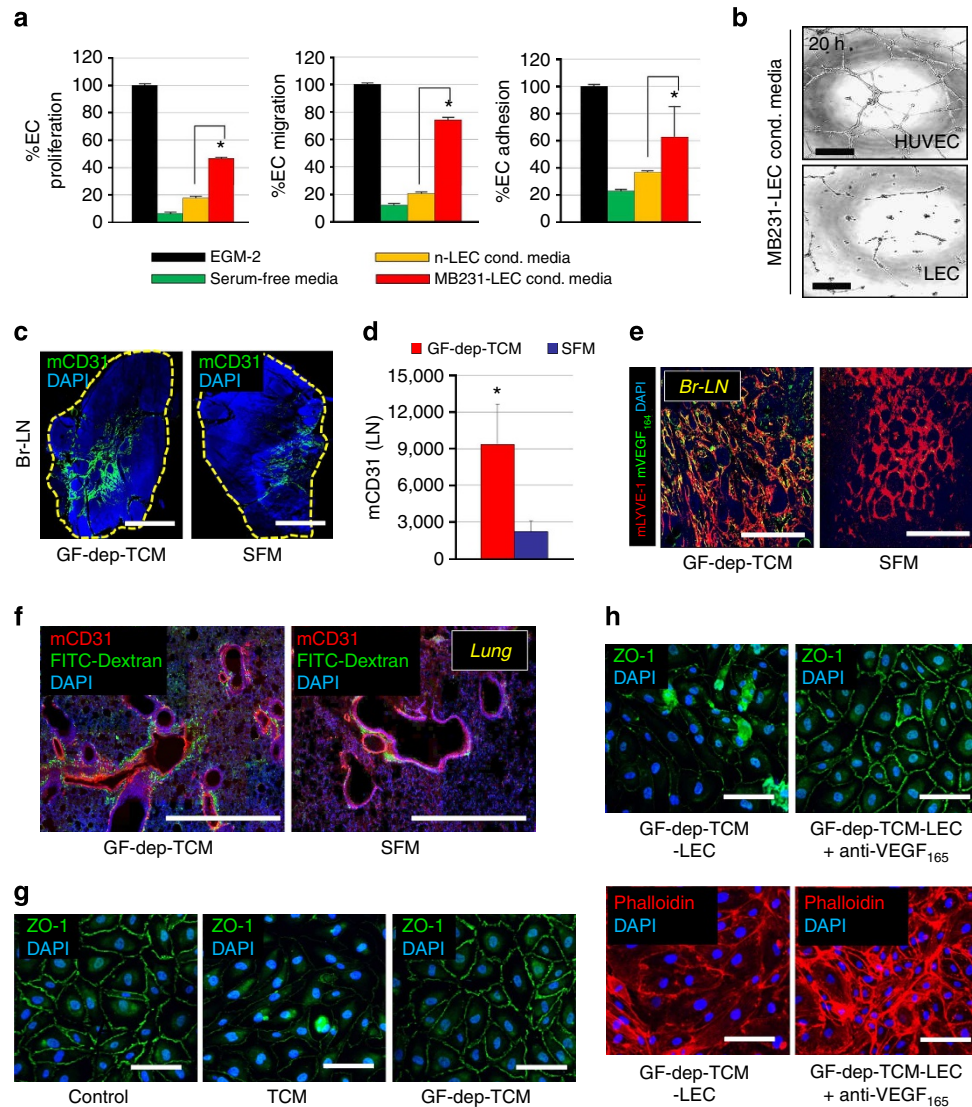 a
120
100
80
60
40
20
0
%EC
proliferation
*
120
100
80
60
40
20
0
%EC migration
*
120
100
80
60
40
20
0
%EC adhesion
*
EGM-2
n-LEC cond. media
Serum-free media
MB231-LEC cond. media
b
MB231-LEC cond. media
20 h
HUVEC
LEC
c
Br-LN
mCD31
DAPI
GF-dep-TCM
mCD31
DAPI
SFM
d
GF-dep-TCM
SFM
15,000
12,000
9,000
6,000
3,000
0
mCD31 (LN)
*
e
mLYVE-1 mVEGF164 DAPI
Br-LN
GF-dep-TCM
SFM
f
mCD31
FITC-Dextran
DAPI
GF-dep-TCM
mCD31
FITC-Dextran
DAPI
Lung
SFM
g
ZO-1
DAPI
Control
ZO-1
DAPI
TCM
ZO-1
DAPI
GF-dep-TCM
h
ZO-1
DAPI
GF-dep-TCM
-LEC
ZO-1
DAPI
GF-dep-TCM-LEC
+ anti-VEGF165
Phalloidin
DAPI
GF-dep-TCM
-LEC
Phalloidin
DAPI
GF-dep-TCM-LEC
+ anti-VEGF165